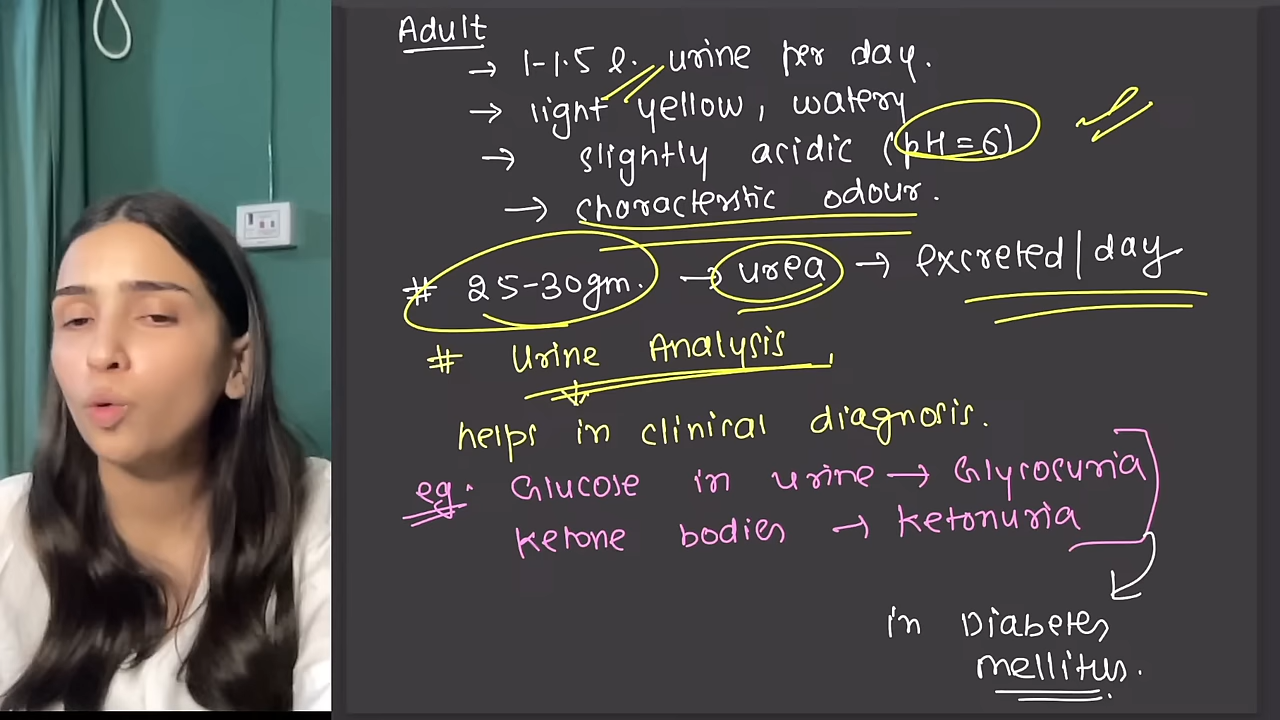 Adult
→ 1-1.5 l. urine per day.
→ light yellow, watery
→ slightly acidic (pH = 6)
→ characterstic odour.
# 25-30gm. → urea → excreted/day
# Urine Analysis
helps in clinical diagnosis.
eg. Glucose in urine → Glycosuria
Ketone bodies → Ketonuria
in Diabetes
mellitus.